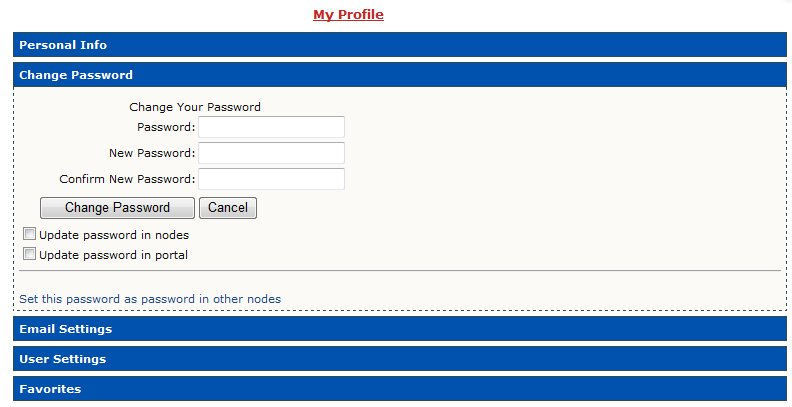 My Profile
Personal Info
Change Password
Change Your Password
Password:
New Password:
Confirm New Password:
Change Password Cancel
Update password in nodes
Update password in portal
Set this password as password in other nodes
Email Settings
User Settings
Favorites